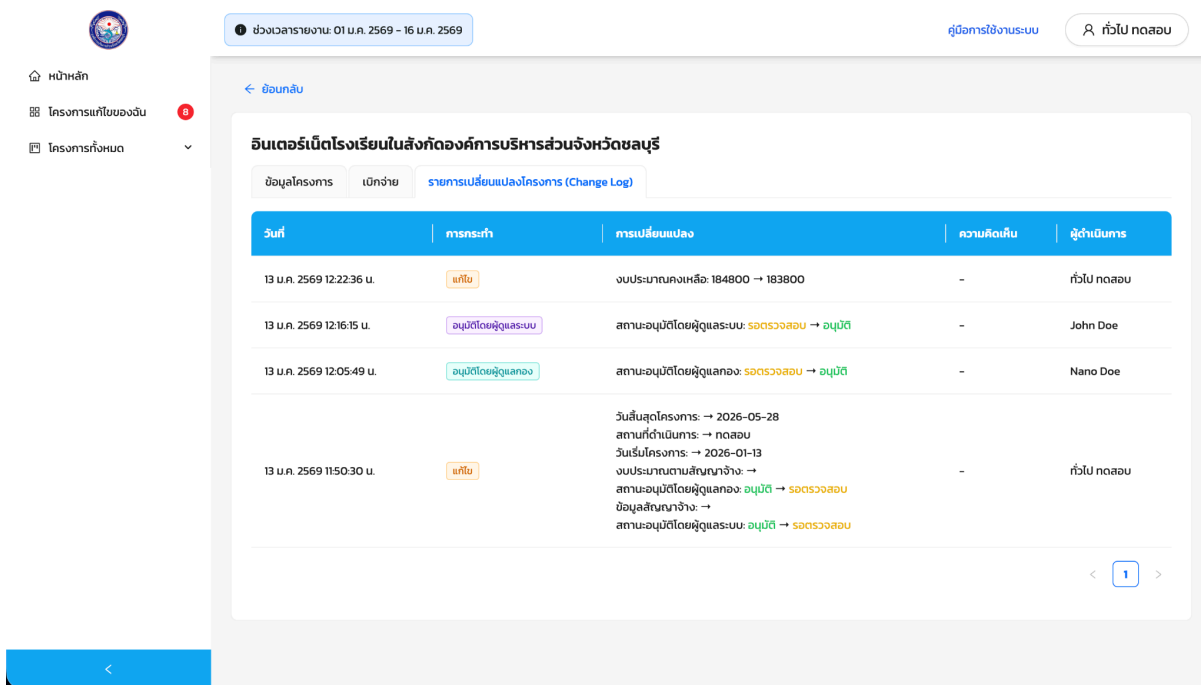 ช่วงเวลารายงาน: 01 ม.ค. 2569 - 16 ม.ค. 2569
คู่มือการใช้งานระบบ
ทั่วไป ทดสอบ
หน้าหลัก
โครงการแก้ไขของฉัน 8
โครงการทั้งหมด
ย้อนกลับ
อินเตอร์เน็ตโรงเรียนในสังกัดองค์การบริหารส่วนจังหวัดชลบุรี
ข้อมูลโครงการ เบิกจ่าย รายการเปลี่ยนแปลงโครงการ (Change Log)
วันที่ การกระทำ การเปลี่ยนแปลง ความคิดเห็น ผู้ดำเนินการ
13 ม.ค. 2569 12:22:36 น. แก้ไข งบประมาณคงเหลือ: 184800 → 183800 - ทั่วไป ทดสอบ
13 ม.ค. 2569 12:16:15 น. อนุมัติโดยผู้ดูแลระบบ สถานะอนุมัติโดยผู้ดูแลระบบ: รอตรวจสอบ → อนุมัติ - John Doe
13 ม.ค. 2569 12:05:49 น. อนุมัติโดยผู้ดูแลกอง สถานะอนุมัติโดยผู้ดูแลกอง: รอตรวจสอบ → อนุมัติ - Nano Doe
13 ม.ค. 2569 11:50:30 น. แก้ไข
วันสิ้นสุดโครงการ: → 2026-05-28
สถานที่ดำเนินการ: → ทดสอบ
วันเริ่มโครงการ: → 2026-01-13
งบประมาณตามสัญญาจ้าง: →
สถานะอนุมัติโดยผู้ดูแลกอง: อนุมัติ → รอตรวจสอบ
ข้อมูลสัญญาจ้าง: →
สถานะอนุมัติโดยผู้ดูแลระบบ: อนุมัติ → รอตรวจสอบ
- ทั่วไป ทดสอบ
< 1 >